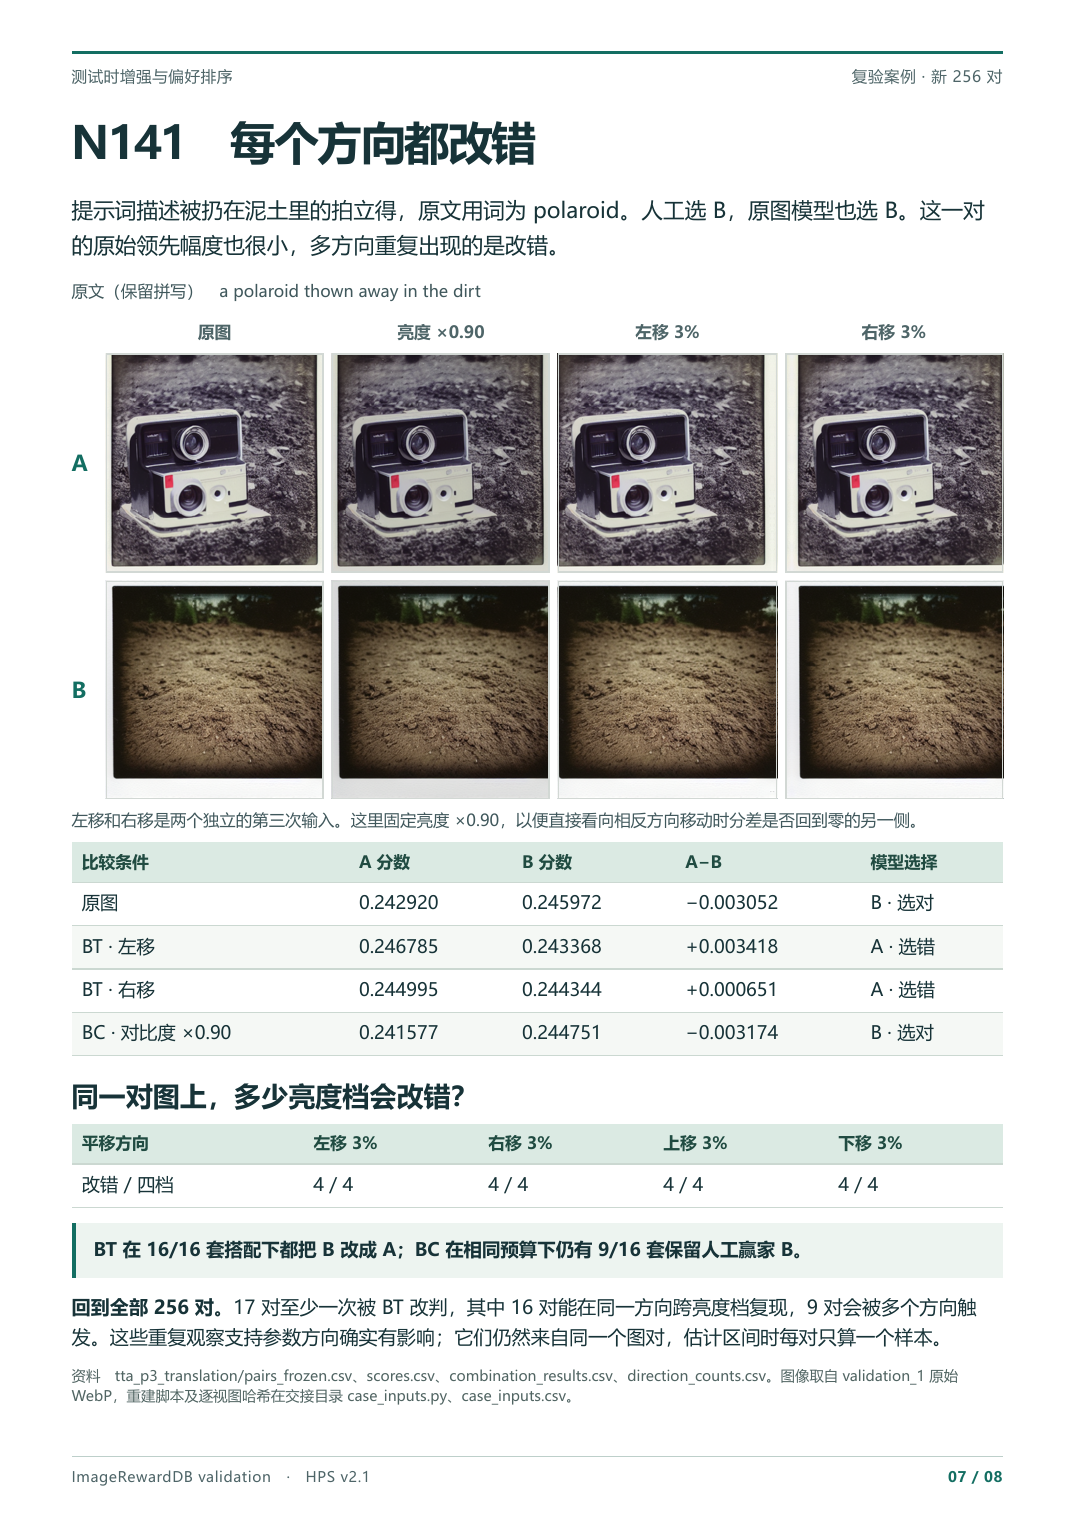 测试时增强与偏好排序
复验案例 · 新 256 对
N141 每个方向都改错
提示词描述被扔在泥土里的拍立得，原文用词为 polaroid。人工选 B，原图模型也选 B。这一对
的原始领先幅度也很小，多方向重复出现的是改错。
原文（保留拼写） a polaroid thown away in the dirt
原图 亮度 ×0.90 左移 3% 右移 3%
A
B
左移和右移是两个独立的第三次输入。这里固定亮度 ×0.90，以便直接看向相反方向移动时分差是否回到零的另一侧。
比较条件 A 分数 B 分数 A−B 模型选择
原图 0.242920 0.245972 −0.003052 B · 选对
BT · 左移 0.246785 0.243368 +0.003418 A · 选错
BT · 右移 0.244995 0.244344 +0.000651 A · 选错
BC · 对比度 ×0.90 0.241577 0.244751 −0.003174 B · 选对
同一对图上，多少亮度档会改错？
平移方向 左移 3% 右移 3% 上移 3% 下移 3%
改错 / 四档 4 / 4 4 / 4 4 / 4 4 / 4
BT 在 16/16 套搭配下都把 B 改成 A；BC 在相同预算下仍有 9/16 套保留人工赢家 B。
回到全部 256 对。17 对至少一次被 BT 改判，其中 16 对能在同一方向跨亮度档复现，9 对会被多个方向触
发。这些重复观察支持参数方向确实有影响；它们仍然来自同一个图对，估计区间时每对只算一个样本。
资料 tta_p3_translation/pairs_frozen.csv、scores.csv、combination_results.csv、direction_counts.csv。图像取自 validation_1 原始
WebP，重建脚本及逐视图哈希在交接目录 case_inputs.py、case_inputs.csv。
ImageRewardDB validation · HPS v2.1
07 / 08